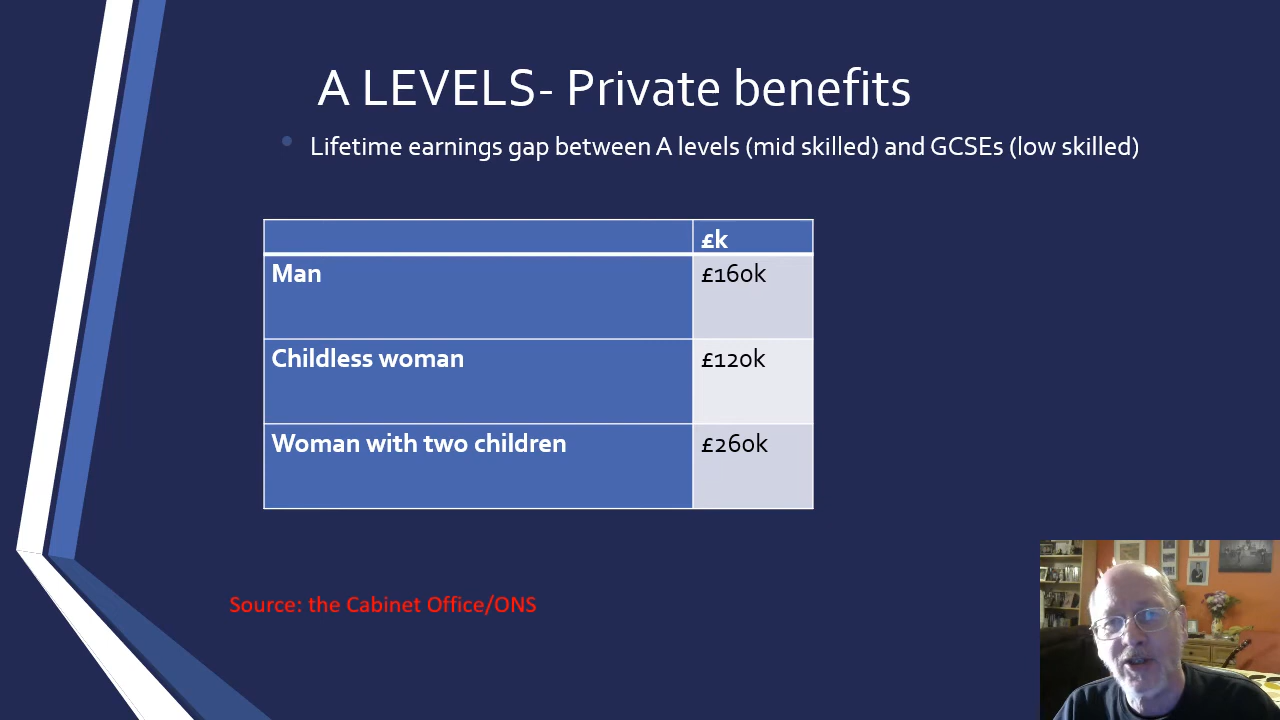 A LEVELS- Private benefits
Lifetime earnings gap between A levels (mid skilled) and GCSEs (low skilled)
£k
Man £160k
Childless woman £120k
Woman with two children £260k
Source: the Cabinet Office/ONS